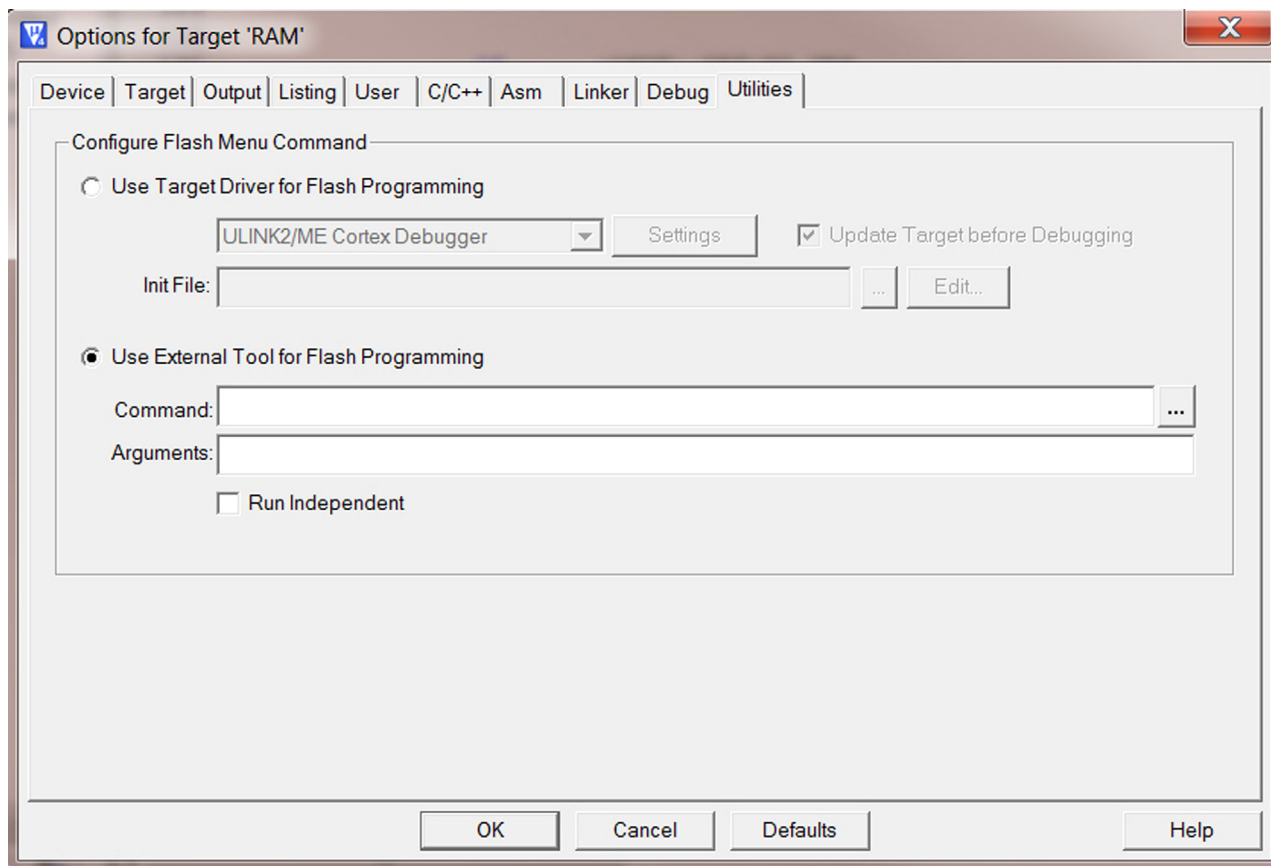 Options for Target 'RAM'
Device Target Output Listing User C/C++ Asm Linker Debug Utilities
Configure Flash Menu Command
Use Target Driver for Flash Programming
ULINK2/ME Cortex Debugger Settings Update Target before Debugging
Init File: ... Edit...
Use External Tool for Flash Programming
Command: ...
Arguments:
Run Independent
OK Cancel Defaults Help